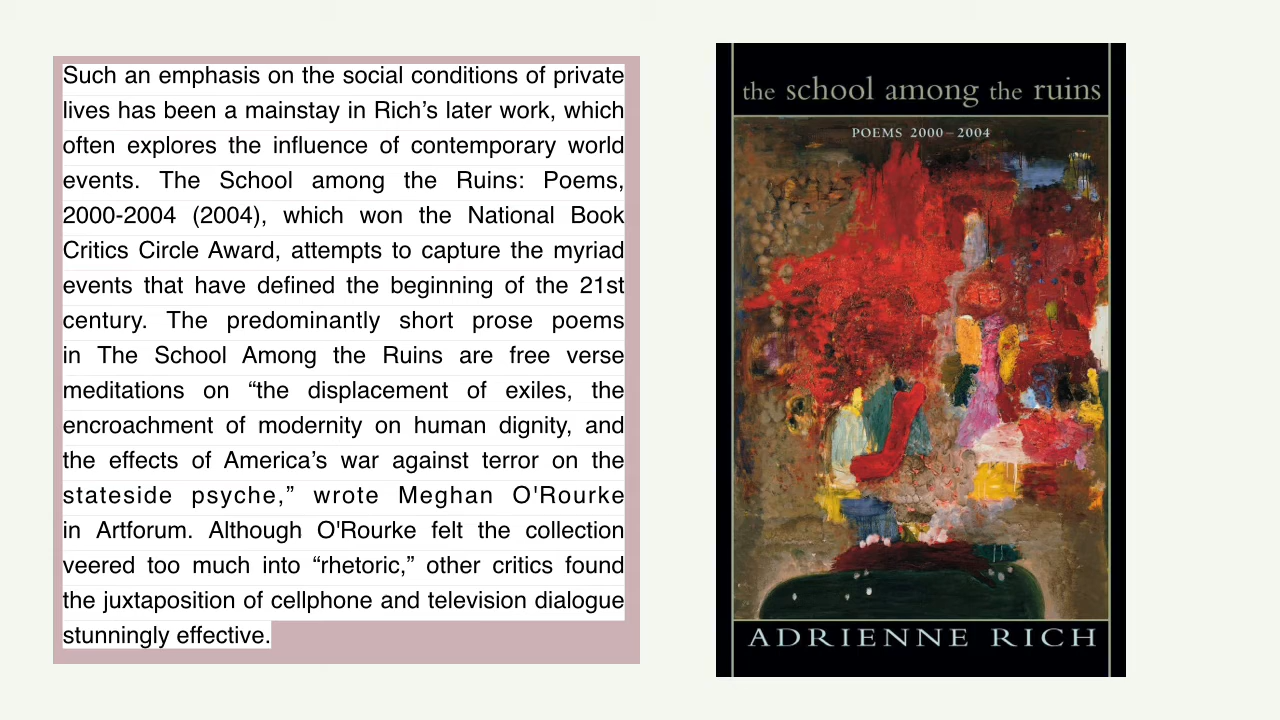 Such an emphasis on the social conditions of private
lives has been a mainstay in Rich’s later work, which
often explores the influence of contemporary world
events. The School among the Ruins: Poems,
2000-2004 (2004), which won the National Book
Critics Circle Award, attempts to capture the myriad
events that have defined the beginning of the 21st
century. The predominantly short prose poems
in The School Among the Ruins are free verse
meditations on “the displacement of exiles, the
encroachment of modernity on human dignity, and
the effects of America’s war against terror on the
stateside psyche,” wrote Meghan O'Rourke
in Artforum. Although O'Rourke felt the collection
veered too much into “rhetoric,” other critics found
the juxtaposition of cellphone and television dialogue
stunningly effective.
the school among the ruins
POEMS 2000–2004
ADRIENNE RICH